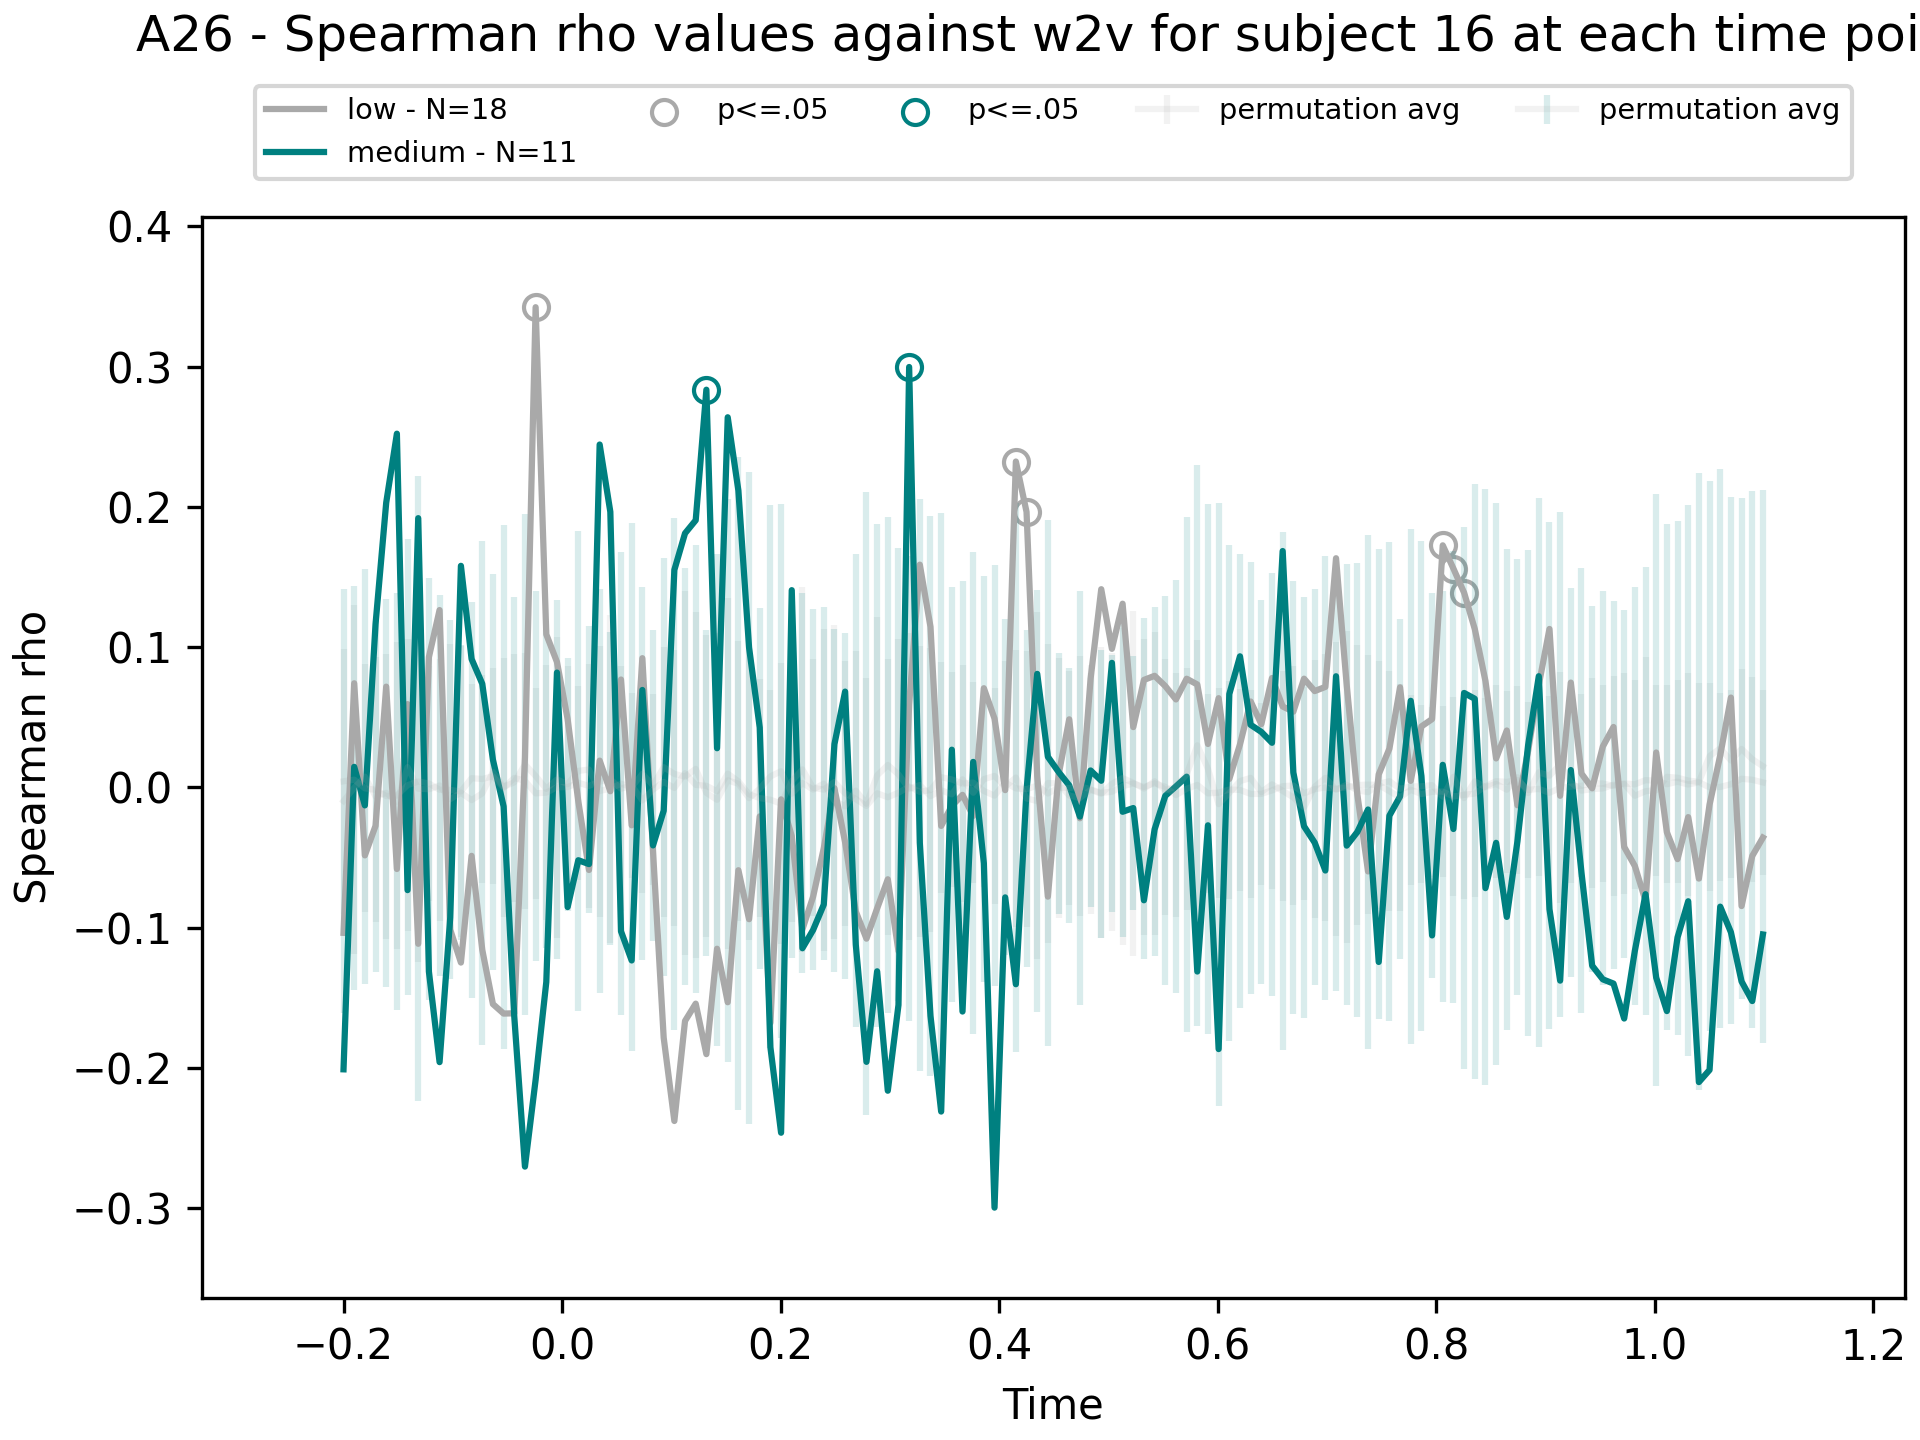 A26 - Spearman rho values against w2v for subject 16 at each time poi
low - N=18
medium - N=11
p<=.05
p<=.05
permutation avg
permutation avg
Spearman rho
0.4
0.3
0.2
0.1
0.0
−0.1
−0.2
−0.3
−0.2 0.0 0.2 0.4 0.6 0.8 1.0 1.2
Time